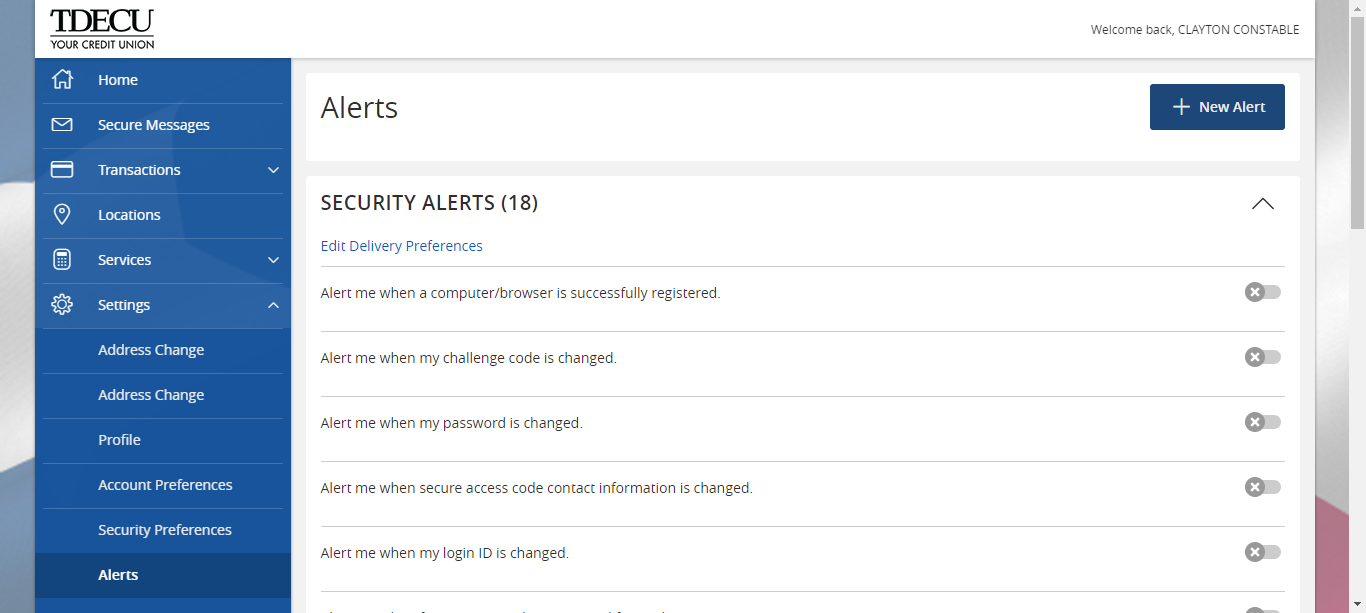 TDECU
YOUR CREDIT UNION
Welcome back, CLAYTON CONSTABLE
Home
Secure Messages
Transactions
Locations
Services
Settings
Address Change
Address Change
Profile
Account Preferences
Security Preferences
Alerts
Alerts
New Alert
SECURITY ALERTS (18)
Edit Delivery Preferences
Alert me when a computer/browser is successfully registered.
Alert me when my challenge code is changed.
Alert me when my password is changed.
Alert me when secure access code contact information is changed.
Alert me when my login ID is changed.